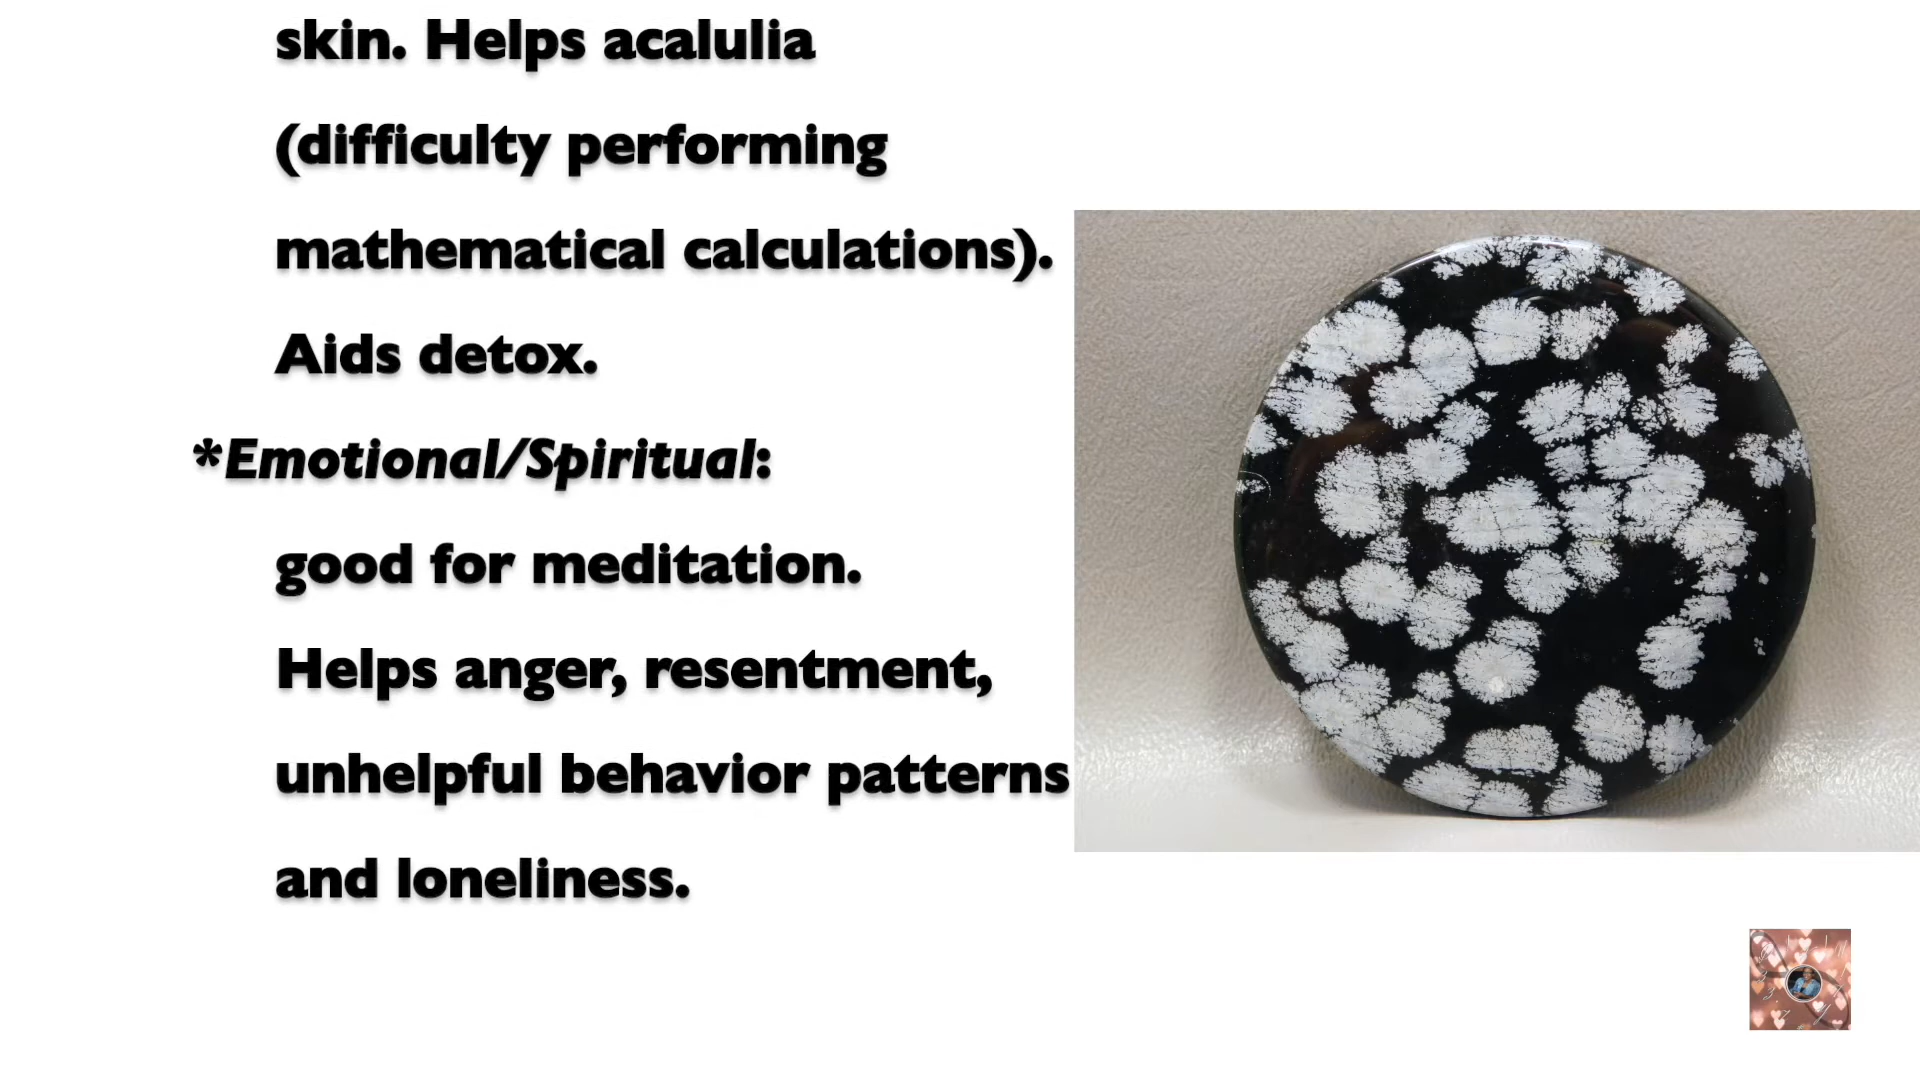 skin. Helps acalulia
(difficulty performing
mathematical calculations).
Aids detox.
*Emotional/Spiritual:
good for meditation.
Helps anger, resentment,
unhelpful behavior patterns
and loneliness.